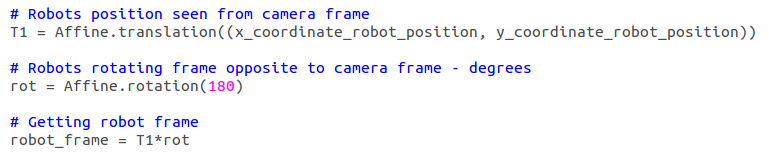 # Robots position seen from camera frame
T1 = Affine.translation((x_coordinate_robot_position, y_coordinate_robot_position))
# Robots rotating frame opposite to camera frame - degrees
rot = Affine.rotation(180)
# Getting robot frame
robot_frame = T1*rot